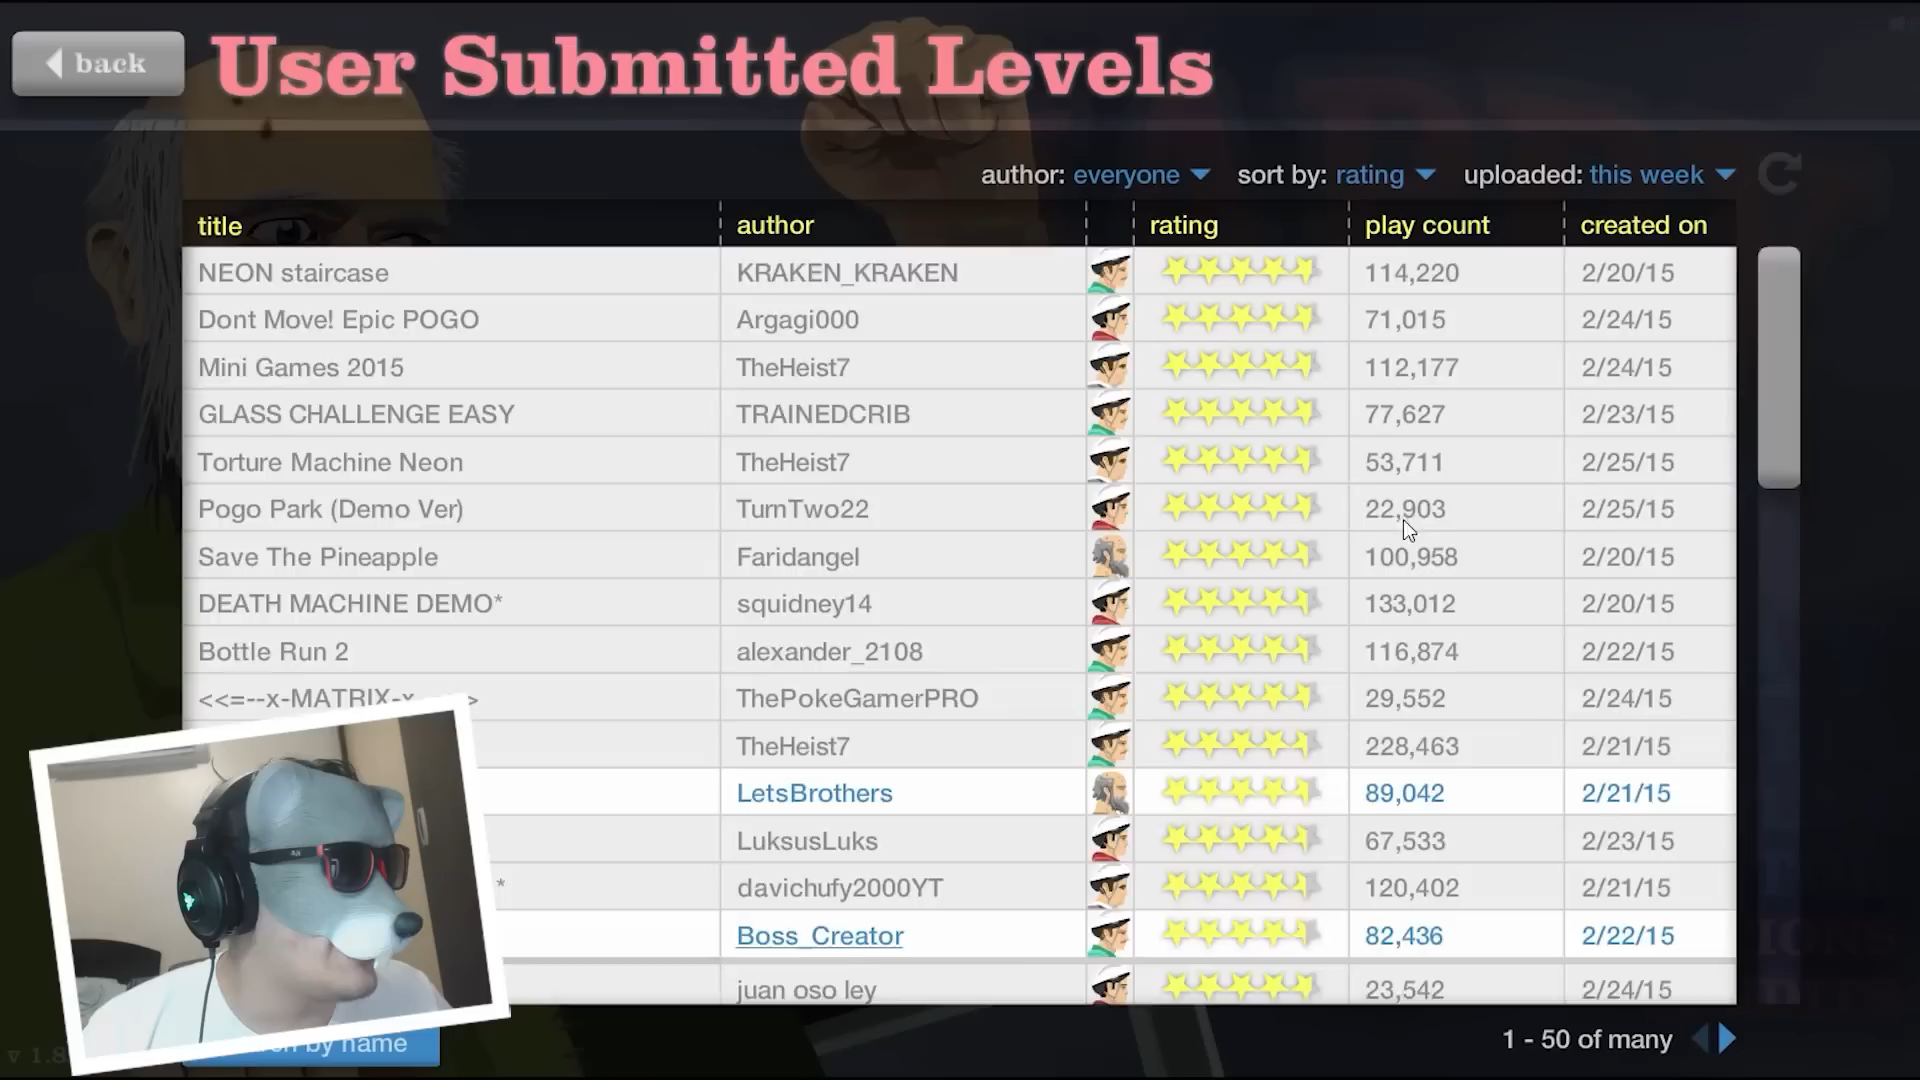 back
User Submitted Levels
author: everyone sort by: rating uploaded: this week
title author rating play count created on
NEON staircase KRAKEN_KRAKEN 114,220 2/20/15
Dont Move! Epic POGO Argagi000 71,015 2/24/15
Mini Games 2015 TheHeist7 112,177 2/24/15
GLASS CHALLENGE EASY TRAINEDCRIB 77,627 2/23/15
Torture Machine Neon TheHeist7 53,711 2/25/15
Pogo Park (Demo Ver) TurnTwo22 22,903 2/25/15
Save The Pineapple Faridangel 100,958 2/20/15
DEATH MACHINE DEMO* squidney14 133,012 2/20/15
Bottle Run 2 alexander_2108 116,874 2/22/15
<<=--x-MATRIX-x > ThePokeGamerPRO 29,552 2/24/15
TheHeist7 228,463 2/21/15
LetsBrothers 89,042 2/21/15
LuksusLuks 67,533 2/23/15
* davichufy2000YT 120,402 2/21/15
Boss_Creator 82,436 2/22/15
juan oso ley 23,542 2/24/15
by name 1 - 50 of many
v 1.8